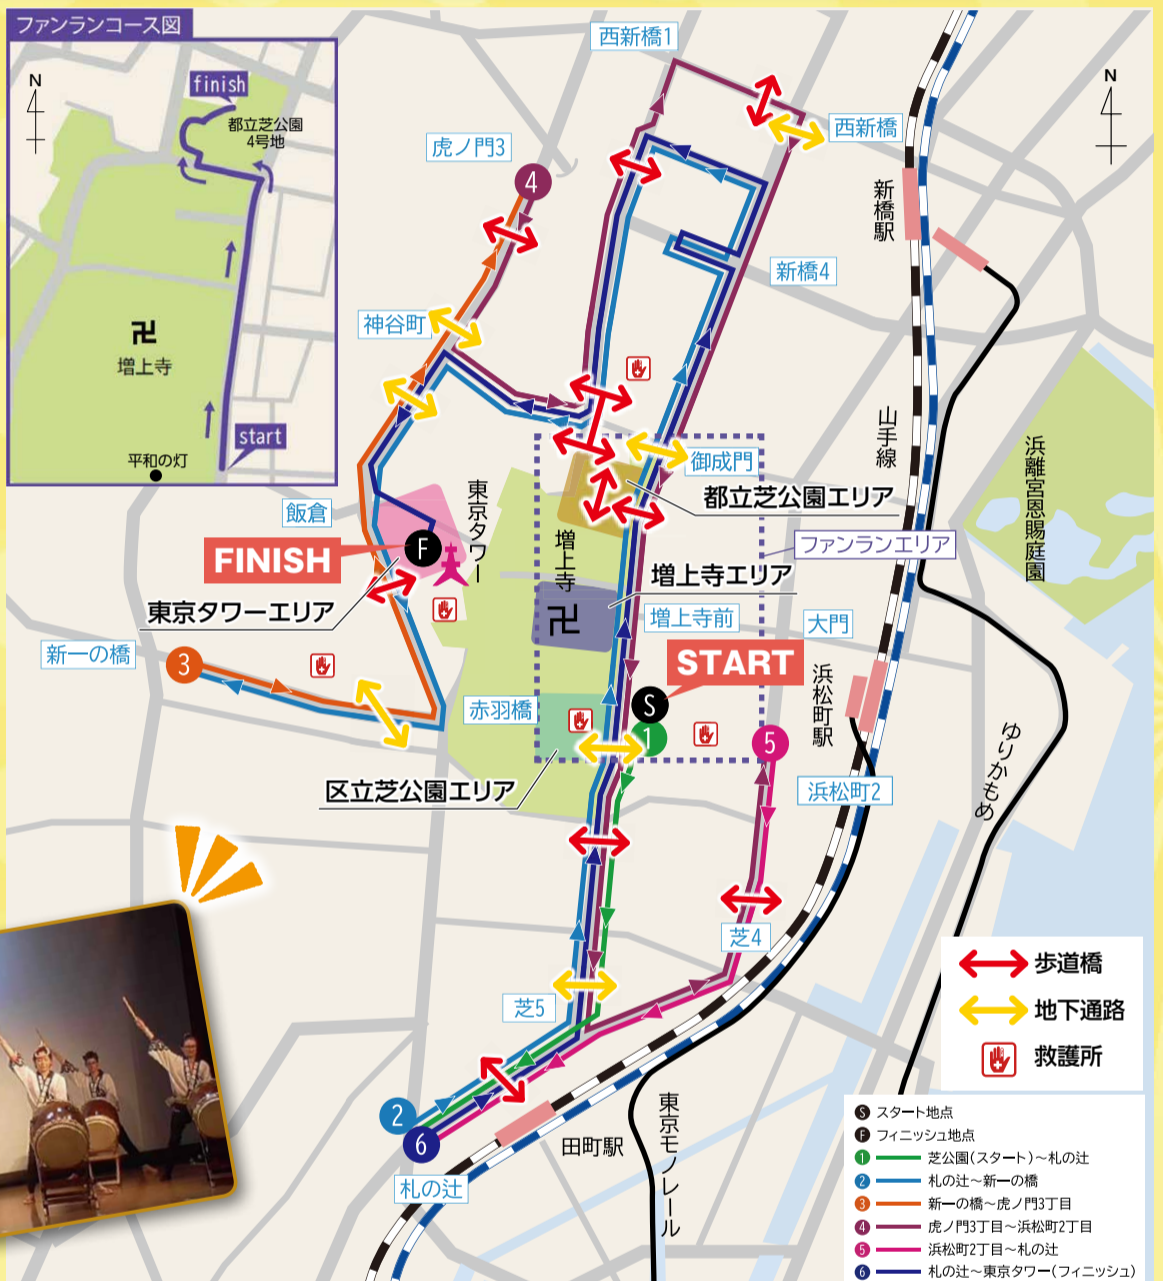 ファンランコース図
N
finish
都立芝公園
4号地
卍
増上寺
start
平和の灯
N
西新橋1
西新橋
虎ノ門3
4
新橋駅
新橋4
神谷町
山手線
浜離宮恩賜庭園
御成門
都立芝公園エリア
ファンランエリア
飯倉
東京タワー
FINISH
F
東京タワーエリア
増上寺
卍
増上寺エリア
増上寺前
大門
新一の橋
3
START
S
1
赤羽橋
浜松町駅
5
ゆりかもめ
区立芝公園エリア
浜松町2
芝4
芝5
2
6
札の辻
田町駅
東京モノレール
歩道橋
地下通路
救護所
S スタート地点
F フィニッシュ地点
1 芝公園(スタート)～札の辻
2 札の辻～新一の橋
3 新一の橋～虎ノ門3丁目
4 虎ノ門3丁目～浜松町2丁目
5 浜松町2丁目～札の辻
6 札の辻～東京タワー(フィニッシュ)